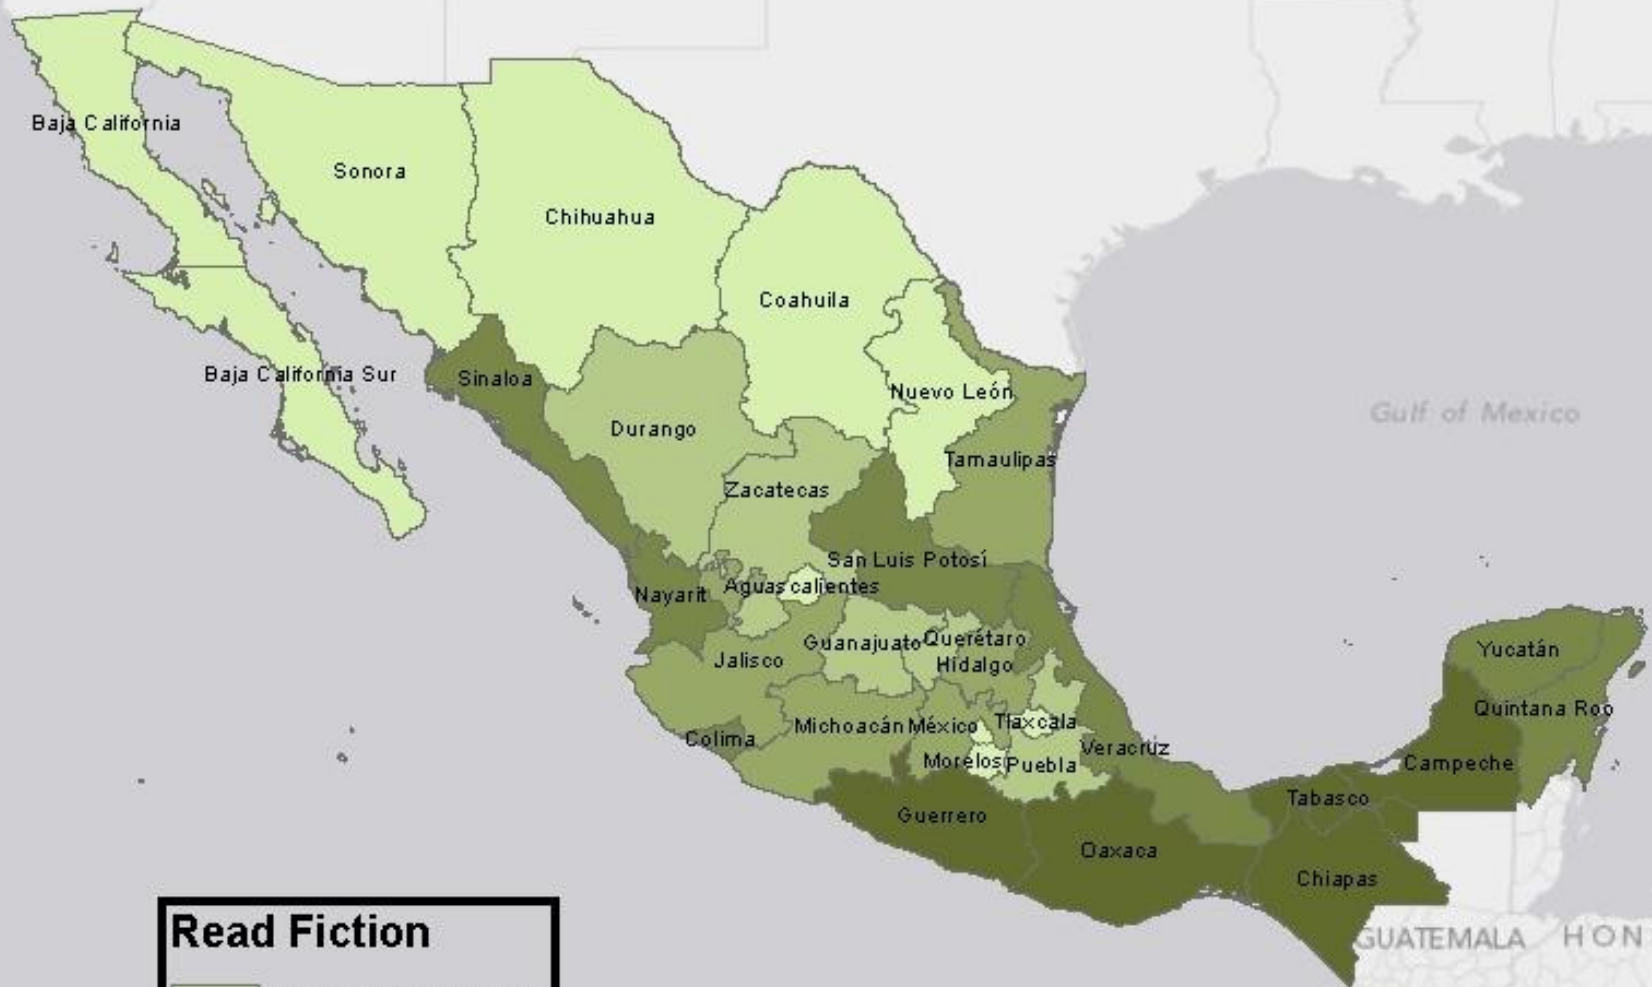 Baja California
Sonora
Chihuahua
Coahuila
Baja California Sur
Sinaloa
Nuevo León
Gulf of Mexico
Durango
Tamaulipas
Zacatecas
San Luis Potosí
Aguascalientes
Nayarit
Guanajuato
Querétaro
Yucatán
Jalisco
Hidalgo
Quintana Roo
Michoacán
México
Tlaxcala
Colima
Veracruz
Morelos
Puebla
Campeche
Tabasco
Guerrero
Oaxaca
Chiapas
GUATEMALA
HON
Read Fiction